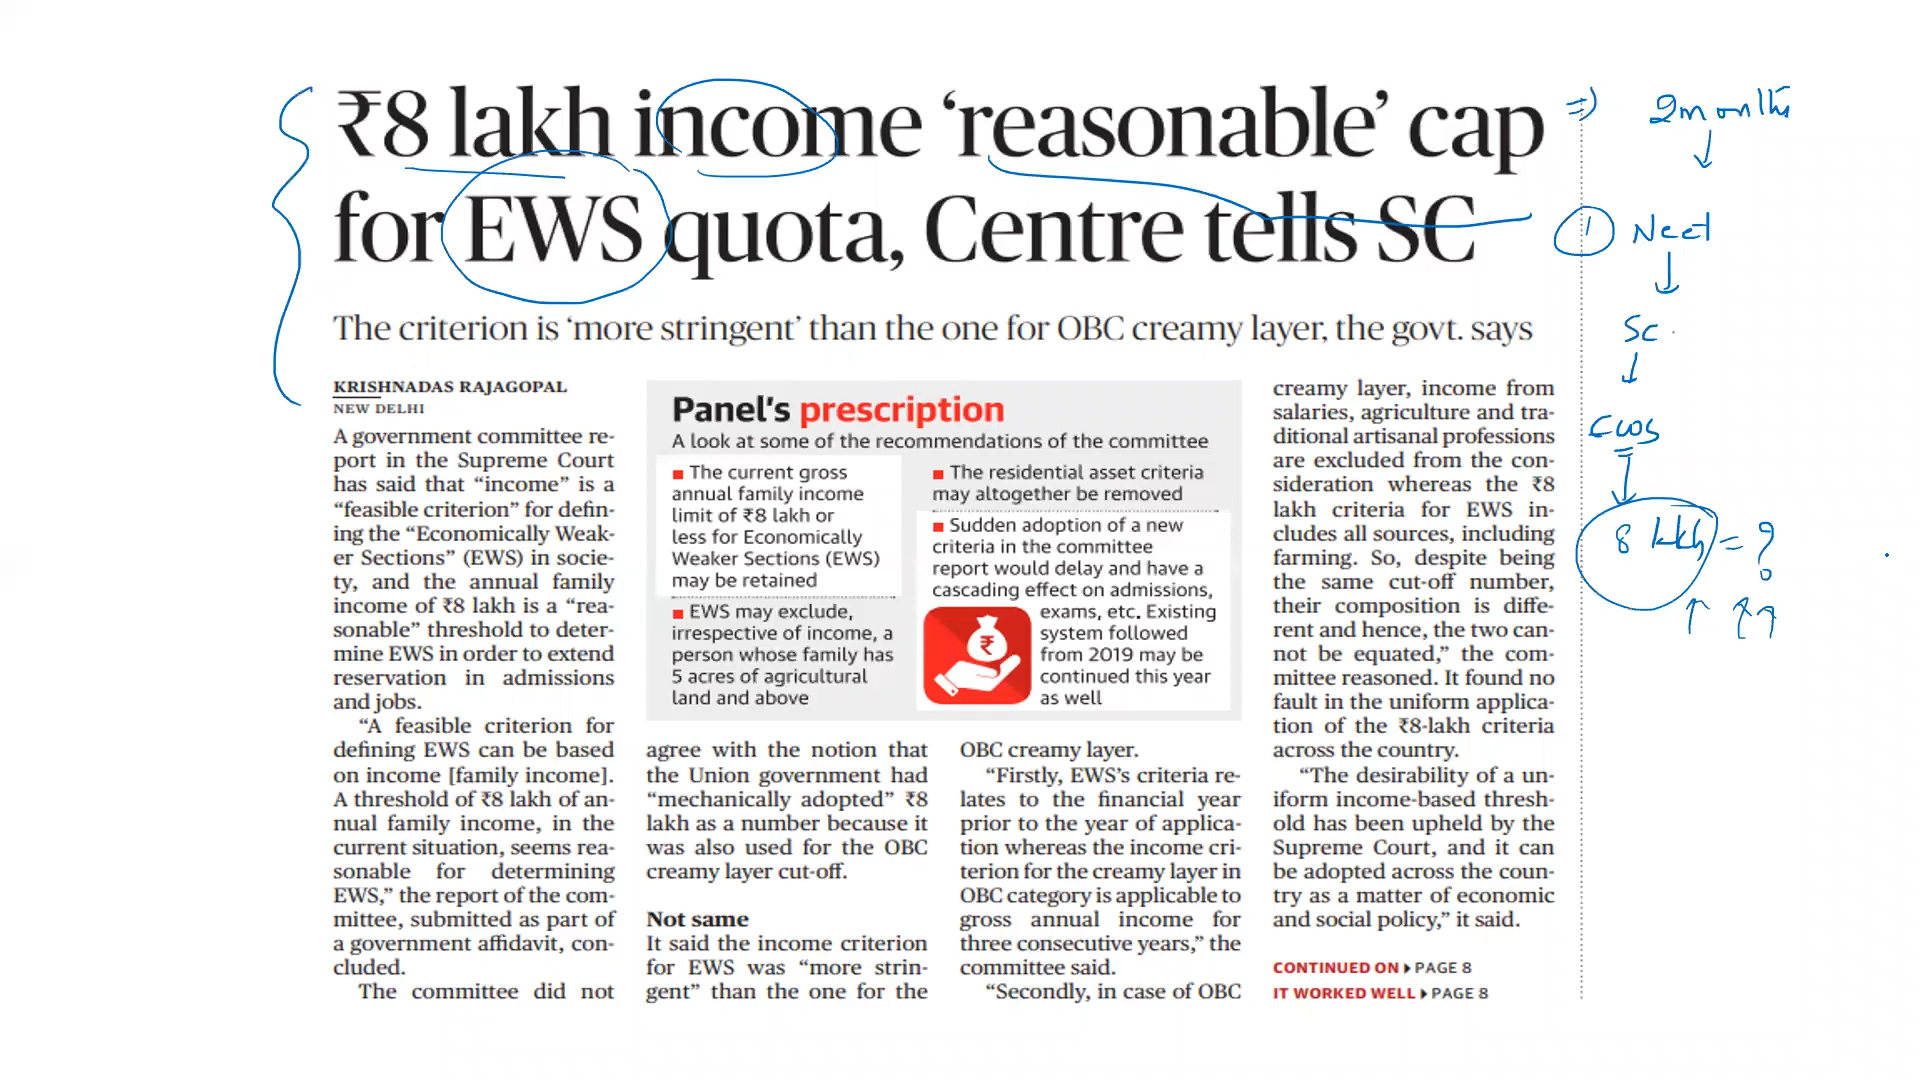 ₹8 lakh income ‘reasonable’ cap
for EWS quota, Centre tells SC
The criterion is ‘more stringent’ than the one for OBC creamy layer, the govt. says
KRISHNADAS RAJAGOPAL
NEW DELHI
A government committee re-
port in the Supreme Court
has said that “income” is a
“feasible criterion” for defin-
ing the “Economically Weak-
er Sections” (EWS) in socie-
ty, and the annual family
income of ₹8 lakh is a “rea-
sonable” threshold to deter-
mine EWS in order to extend
reservation in admissions
and jobs.
“A feasible criterion for
defining EWS can be based
on income [family income].
A threshold of ₹8 lakh of an-
nual family income, in the
current situation, seems rea-
sonable for determining
EWS,” the report of the com-
mittee, submitted as part of
a government affidavit, con-
cluded.
The committee did not
Panel’s prescription
A look at some of the recommendations of the committee
■ The current gross
annual family income
limit of ₹8 lakh or
less for Economically
Weaker Sections (EWS)
may be retained
■ EWS may exclude,
irrespective of income, a
person whose family has
5 acres of agricultural
land and above
■ The residential asset criteria
may altogether be removed
■ Sudden adoption of a new
criteria in the committee
report would delay and have a
cascading effect on admissions,
exams, etc. Existing
system followed
from 2019 may be
continued this year
as well
₹
agree with the notion that
the Union government had
“mechanically adopted” ₹8
lakh as a number because it
was also used for the OBC
creamy layer cut-off.
Not same
It said the income criterion
for EWS was “more strin-
gent” than the one for the
OBC creamy layer.
“Firstly, EWS’s criteria re-
lates to the financial year
prior to the year of applica-
tion whereas the income cri-
terion for the creamy layer in
OBC category is applicable to
gross annual income for
three consecutive years,” the
committee said.
“Secondly, in case of OBC
creamy layer, income from
salaries, agriculture and tra-
ditional artisanal professions
are excluded from the con-
sideration whereas the ₹8
lakh criteria for EWS in-
cludes all sources, including
farming. So, despite being
the same cut-off number,
their composition is diffe-
rent and hence, the two can-
not be equated,” the com-
mittee reasoned. It found no
fault in the uniform applica-
tion of the ₹8-lakh criteria
across the country.
“The desirability of a un-
iform income-based thresh-
old has been upheld by the
Supreme Court, and it can
be adopted across the coun-
try as a matter of economic
and social policy,” it said.
CONTINUED ON ▸ PAGE 8
IT WORKED WELL ▸ PAGE 8
⇒ 2 months
↓
① Neet
↓
SC
↓
EWS
↓
8 lakh = ?